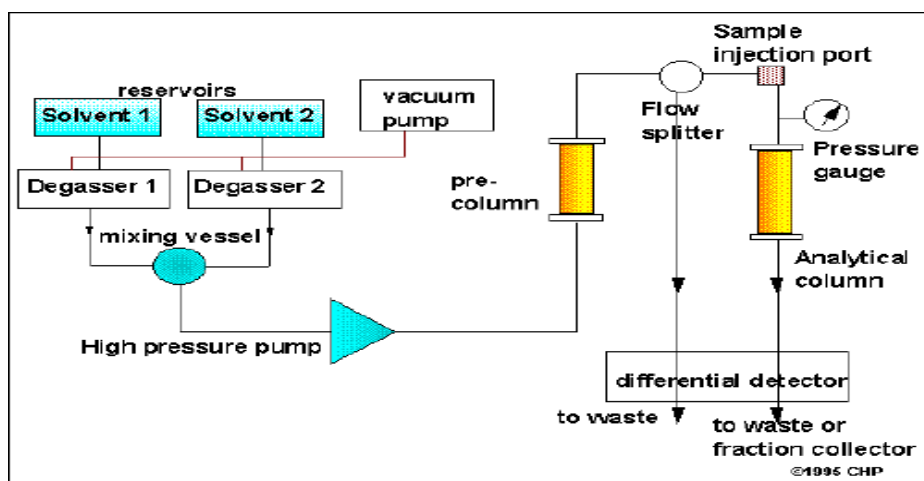 Sample
injection port
reservoirs
Solvent 1
Solvent 2
vacuum
pump
Flow
splitter
Degasser 1
Degasser 2
pre-
column
Pressure
gauge
mixing vessel
Analytical
column
High pressure pump
differential detector
to waste
to waste or
fraction collector
©1995 CHP